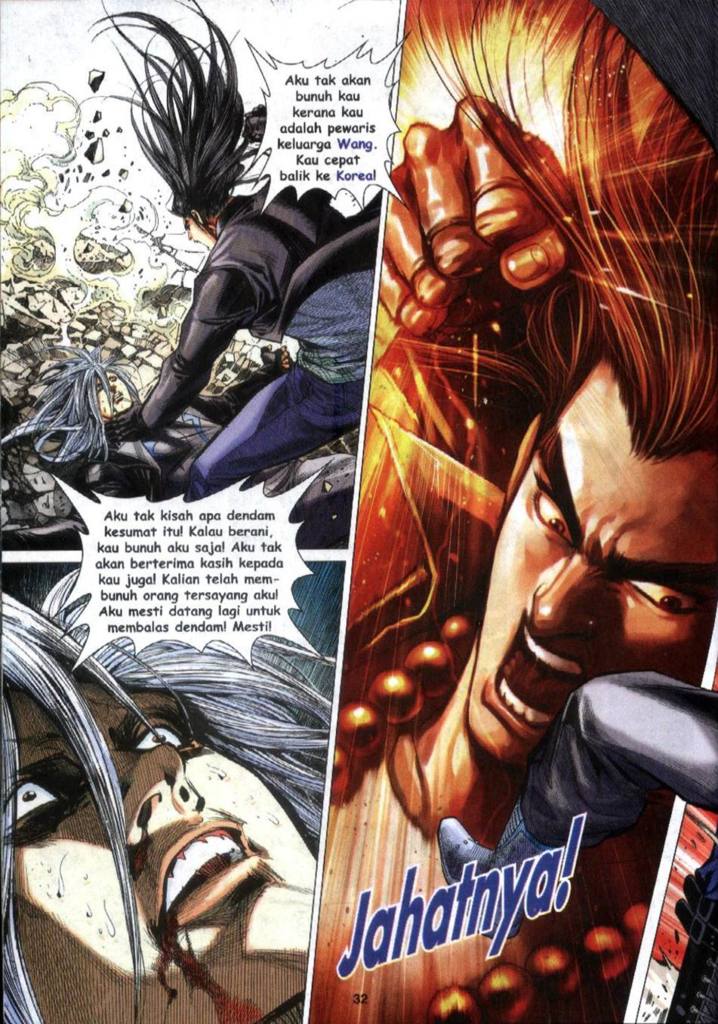 Aku tak akan
bunuh kau
kerana kau
adalah pewaris
keluarga Wang.
Kau cepat
balik ke Korea!
Aku tak kisah apa dendam
kesumat itu! Kalau berani,
kau bunuh aku saja! Aku tak
akan berterima kasih kepada
kau juga! Kalian telah mem-
bunuh orang tersayang aku!
Aku mesti datang lagi untuk
membalas dendam! Mesti!
Jahatnya!
32